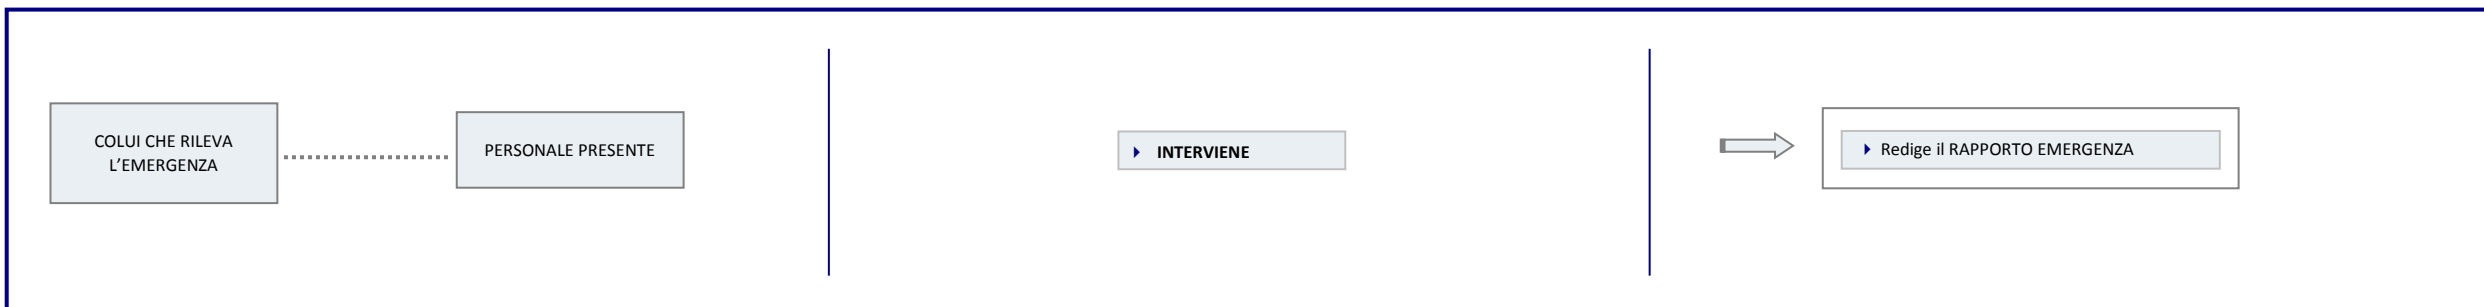 COLUI CHE RILEVA
L’EMERGENZA
PERSONALE PRESENTE
INTERVIENE
Redige il RAPPORTO EMERGENZA